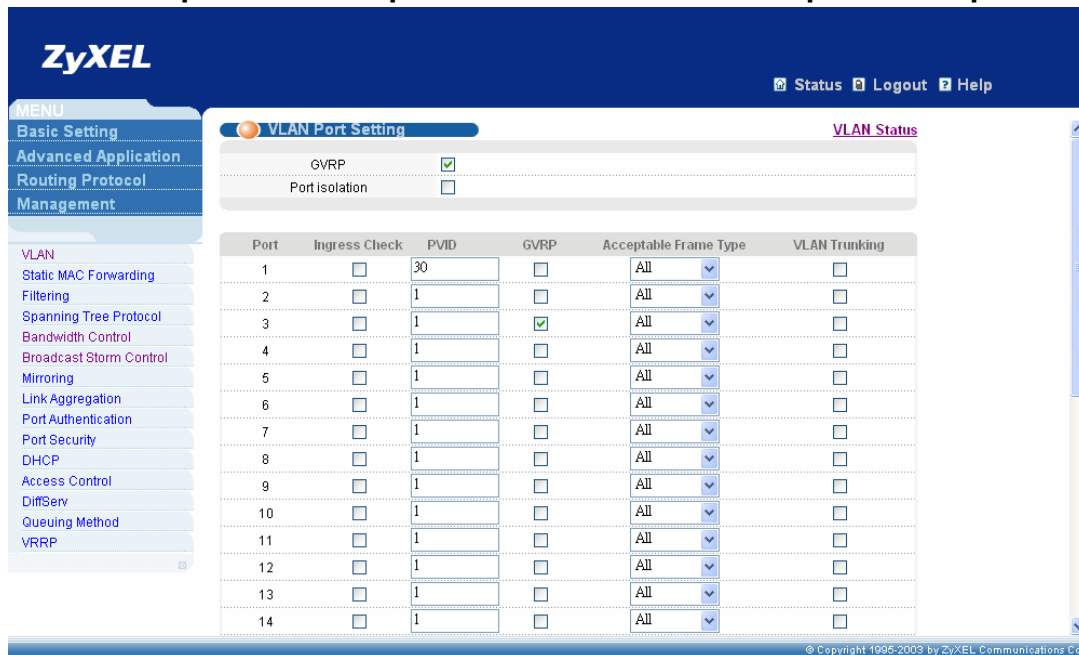 ZyXEL
Status Logout Help
MENU
Basic Setting
Advanced Application
Routing Protocol
Management
VLAN
Static MAC Forwarding
Filtering
Spanning Tree Protocol
Bandwidth Control
Broadcast Storm Control
Mirroring
Link Aggregation
Port Authentication
Port Security
DHCP
Access Control
DiffServ
Queuing Method
VRRP
VLAN Port Setting VLAN Status
GVRP
Port isolation
Port Ingress Check PVID GVRP Acceptable Frame Type VLAN Trunking
1 30 All
2 1 All
3 1 All
4 1 All
5 1 All
6 1 All
7 1 All
8 1 All
9 1 All
10 1 All
11 1 All
12 1 All
13 1 All
14 1 All
© Copyright 1995-2003 by ZyXEL Communications Co